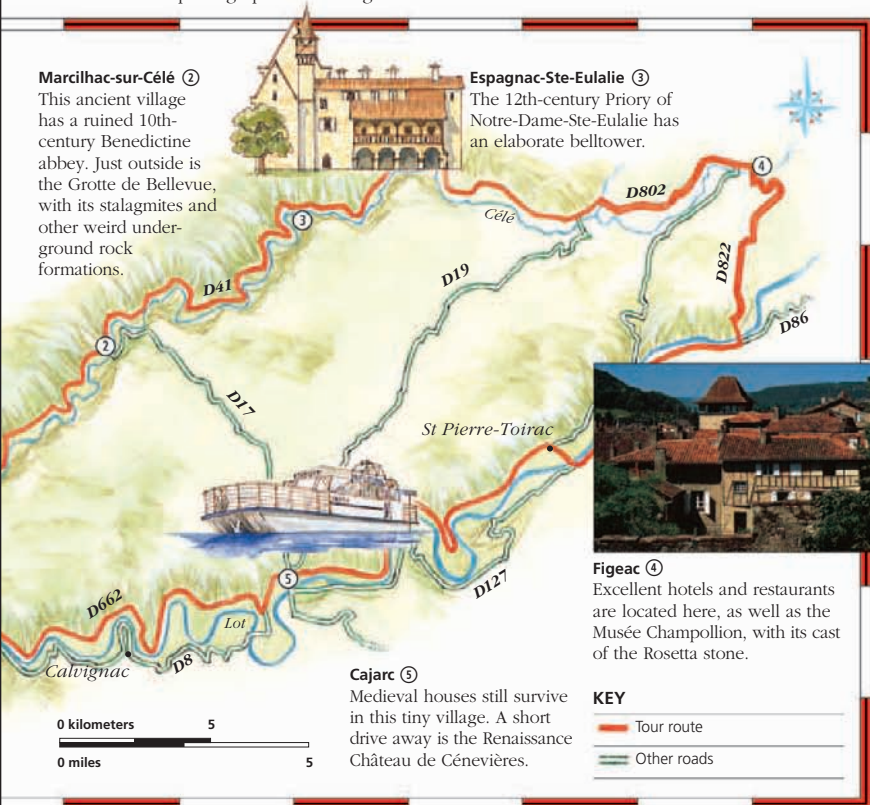 Marcilhac-sur-Célé ②
This ancient village
has a ruined 10th-
century Benedictine
abbey. Just outside is
the Grotte de Bellevue,
with its stalagmites and
other weird under-
ground rock
formations.
Espagnac-Ste-Eulalie ③
The 12th-century Priory of
Notre-Dame-Ste-Eulalie has
an elaborate belltower.
④
D802
Célé
③
D822
D19
D41
D86
②
D17
St Pierre-Toirac
⑤
D127
D662
Lot
D8
Calvignac
Figeac ④
Excellent hotels and restaurants
are located here, as well as the
Musée Champollion, with its cast
of the Rosetta stone.
Cajarc ⑤
Medieval houses still survive
in this tiny village. A short
drive away is the Renaissance
Château de Cénevières.
KEY
Tour route
Other roads
0 kilometers 5
0 miles 5